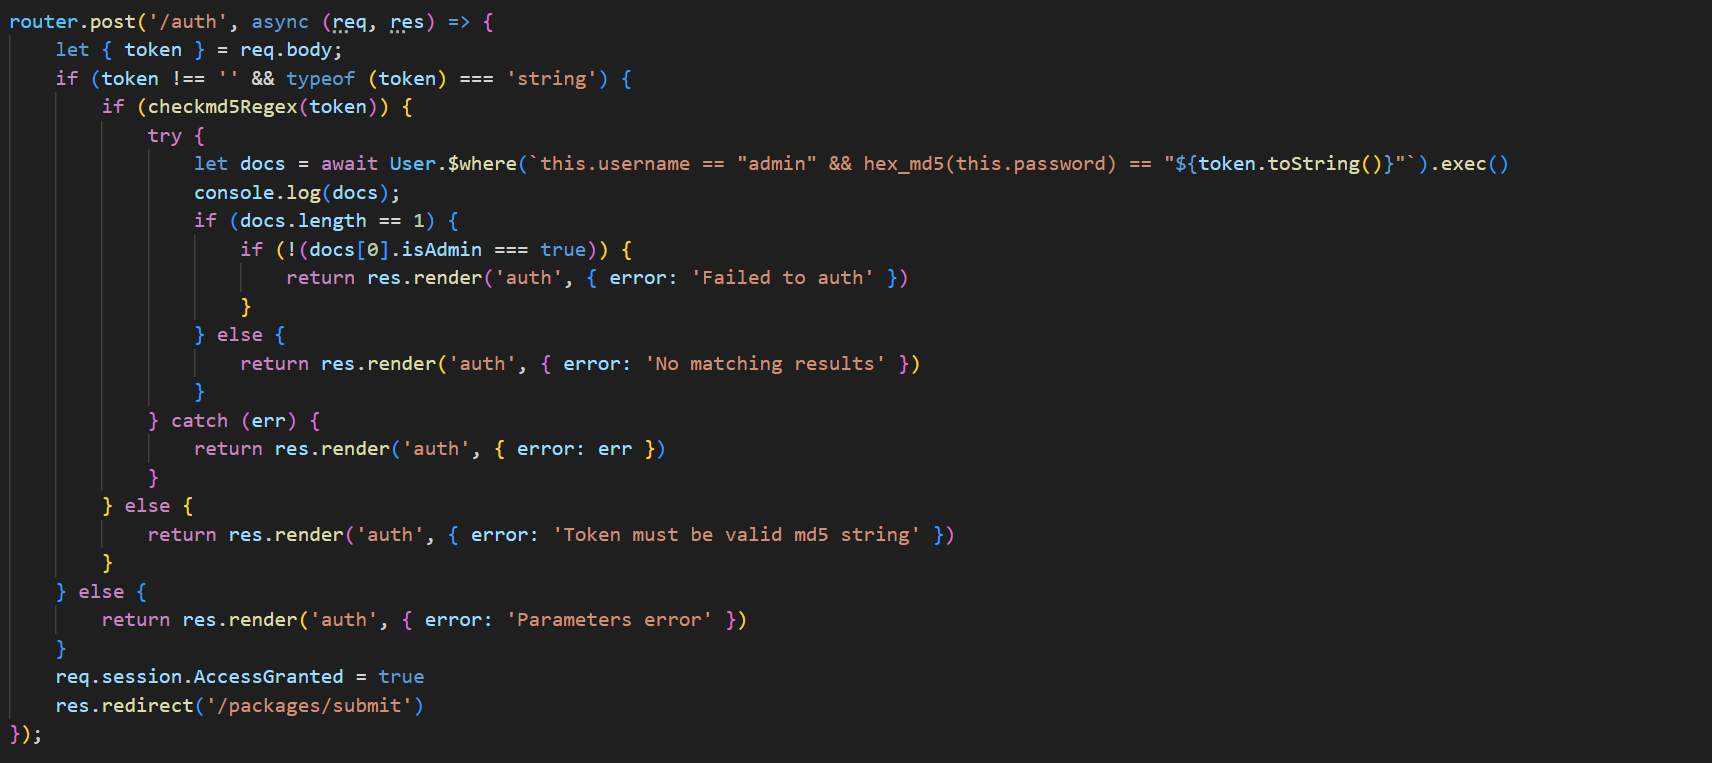 router.post('/auth', async (req, res) => {
    let { token } = req.body;
    if (token !== '' && typeof (token) === 'string') {
        if (checkmd5Regex(token)) {
            try {
                let docs = await User.$where(`this.username == "admin" && hex_md5(this.password) == "${token.toString()}"`).exec()
                console.log(docs);
                if (docs.length == 1) {
                    if (!(docs[0].isAdmin === true)) {
                        return res.render('auth', { error: 'Failed to auth' })
                    }
                } else {
                    return res.render('auth', { error: 'No matching results' })
                }
            } catch (err) {
                return res.render('auth', { error: err })
            }
        } else {
            return res.render('auth', { error: 'Token must be valid md5 string' })
        }
    } else {
        return res.render('auth', { error: 'Parameters error' })
    }
    req.session.AccessGranted = true
    res.redirect('/packages/submit')
});